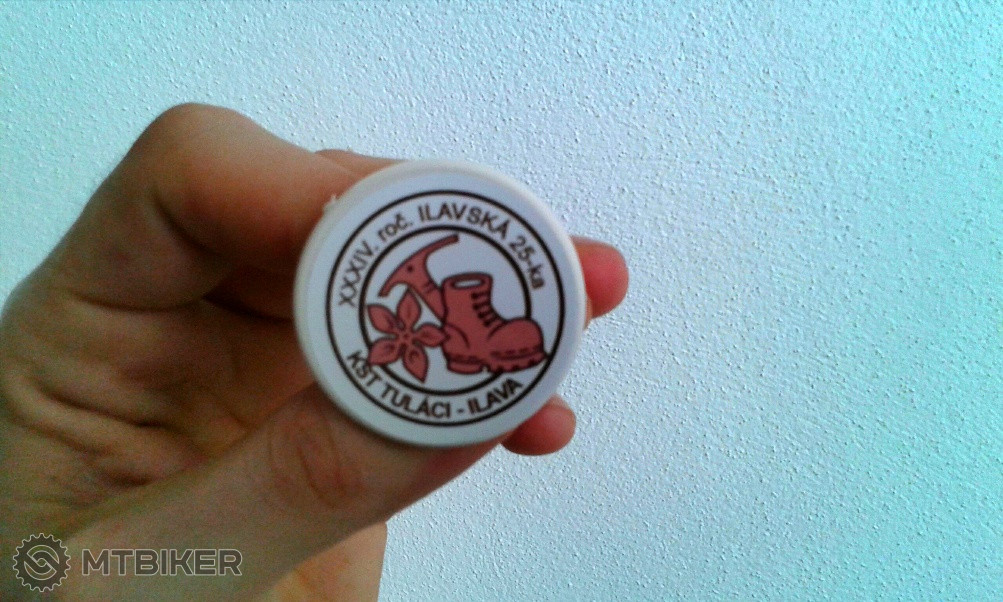 XXXIV. roč. ILAVSKÁ 25-ka
KST TULÁCI - ILAVA
MTBIKER